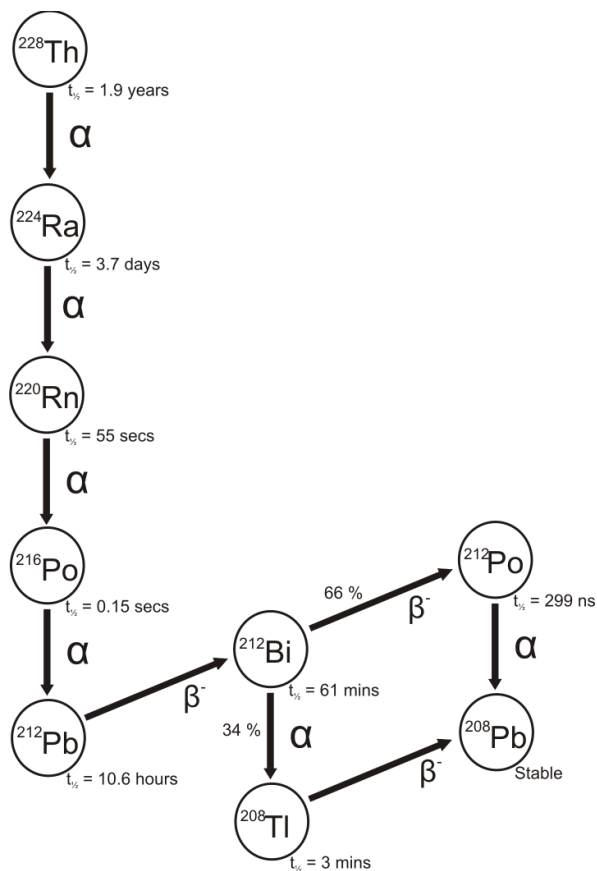 ²²⁸Th
t½ = 1.9 years
α
²²⁴Ra
t½ = 3.7 days
α
²²⁰Rn
t½ = 55 secs
α
²¹⁶Po
t½ = 0.15 secs
α
²¹²Pb
t½ = 10.6 hours
β⁻
²¹²Bi
t½ = 61 mins
66 %
β⁻
²¹²Po
t½ = 299 ns
α
34 %
α
²⁰⁸Tl
t½ = 3 mins
β⁻
²⁰⁸Pb
Stable